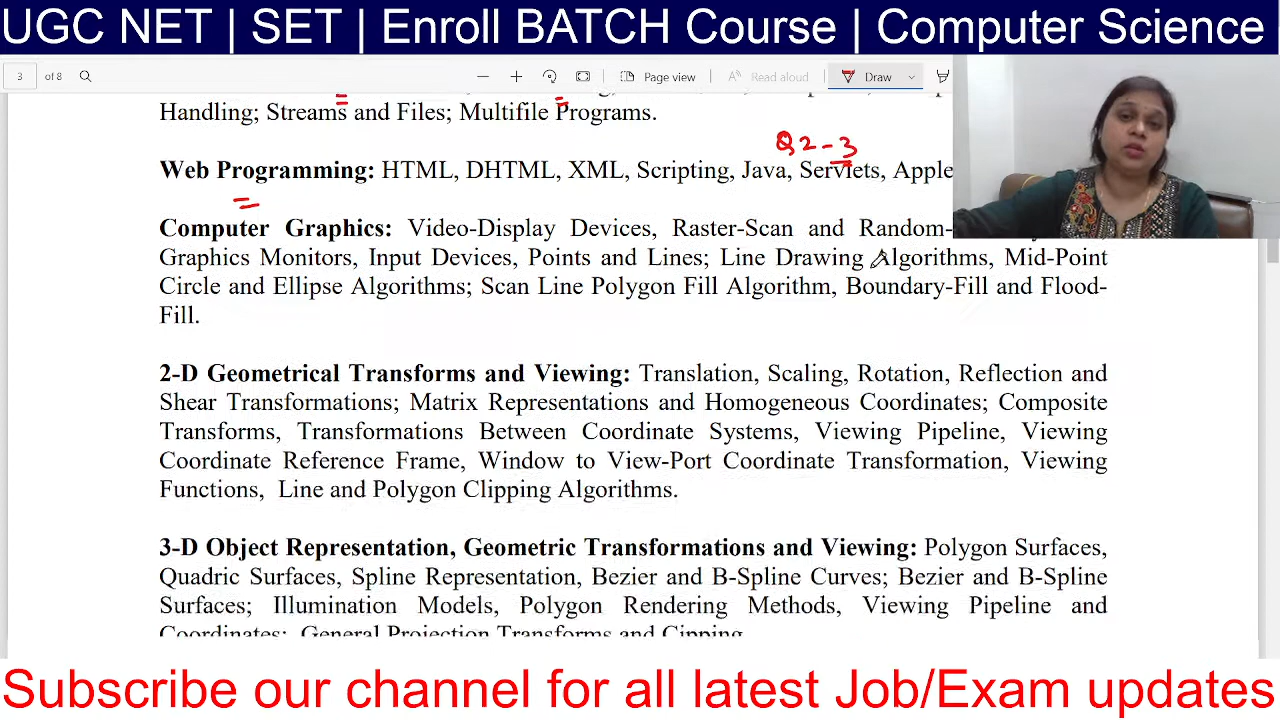 UGC NET | SET | Enroll BATCH Course | Computer Science
3 of 8 Page view Read aloud Draw
Handling; Streams and Files; Multifile Programs.
Q 2 - 3
Web Programming: HTML, DHTML, XML, Scripting, Java, Servlets, Apple
Computer Graphics: Video-Display Devices, Raster-Scan and Random-
Graphics Monitors, Input Devices, Points and Lines; Line Drawing Algorithms, Mid-Point
Circle and Ellipse Algorithms; Scan Line Polygon Fill Algorithm, Boundary-Fill and Flood-
Fill.
2-D Geometrical Transforms and Viewing: Translation, Scaling, Rotation, Reflection and
Shear Transformations; Matrix Representations and Homogeneous Coordinates; Composite
Transforms, Transformations Between Coordinate Systems, Viewing Pipeline, Viewing
Coordinate Reference Frame, Window to View-Port Coordinate Transformation, Viewing
Functions, Line and Polygon Clipping Algorithms.
3-D Object Representation, Geometric Transformations and Viewing: Polygon Surfaces,
Quadric Surfaces, Spline Representation, Bezier and B-Spline Curves; Bezier and B-Spline
Surfaces; Illumination Models, Polygon Rendering Methods, Viewing Pipeline and
Coordinates; General Projection Transforms and Cipping
Subscribe our channel for all latest Job/Exam updates